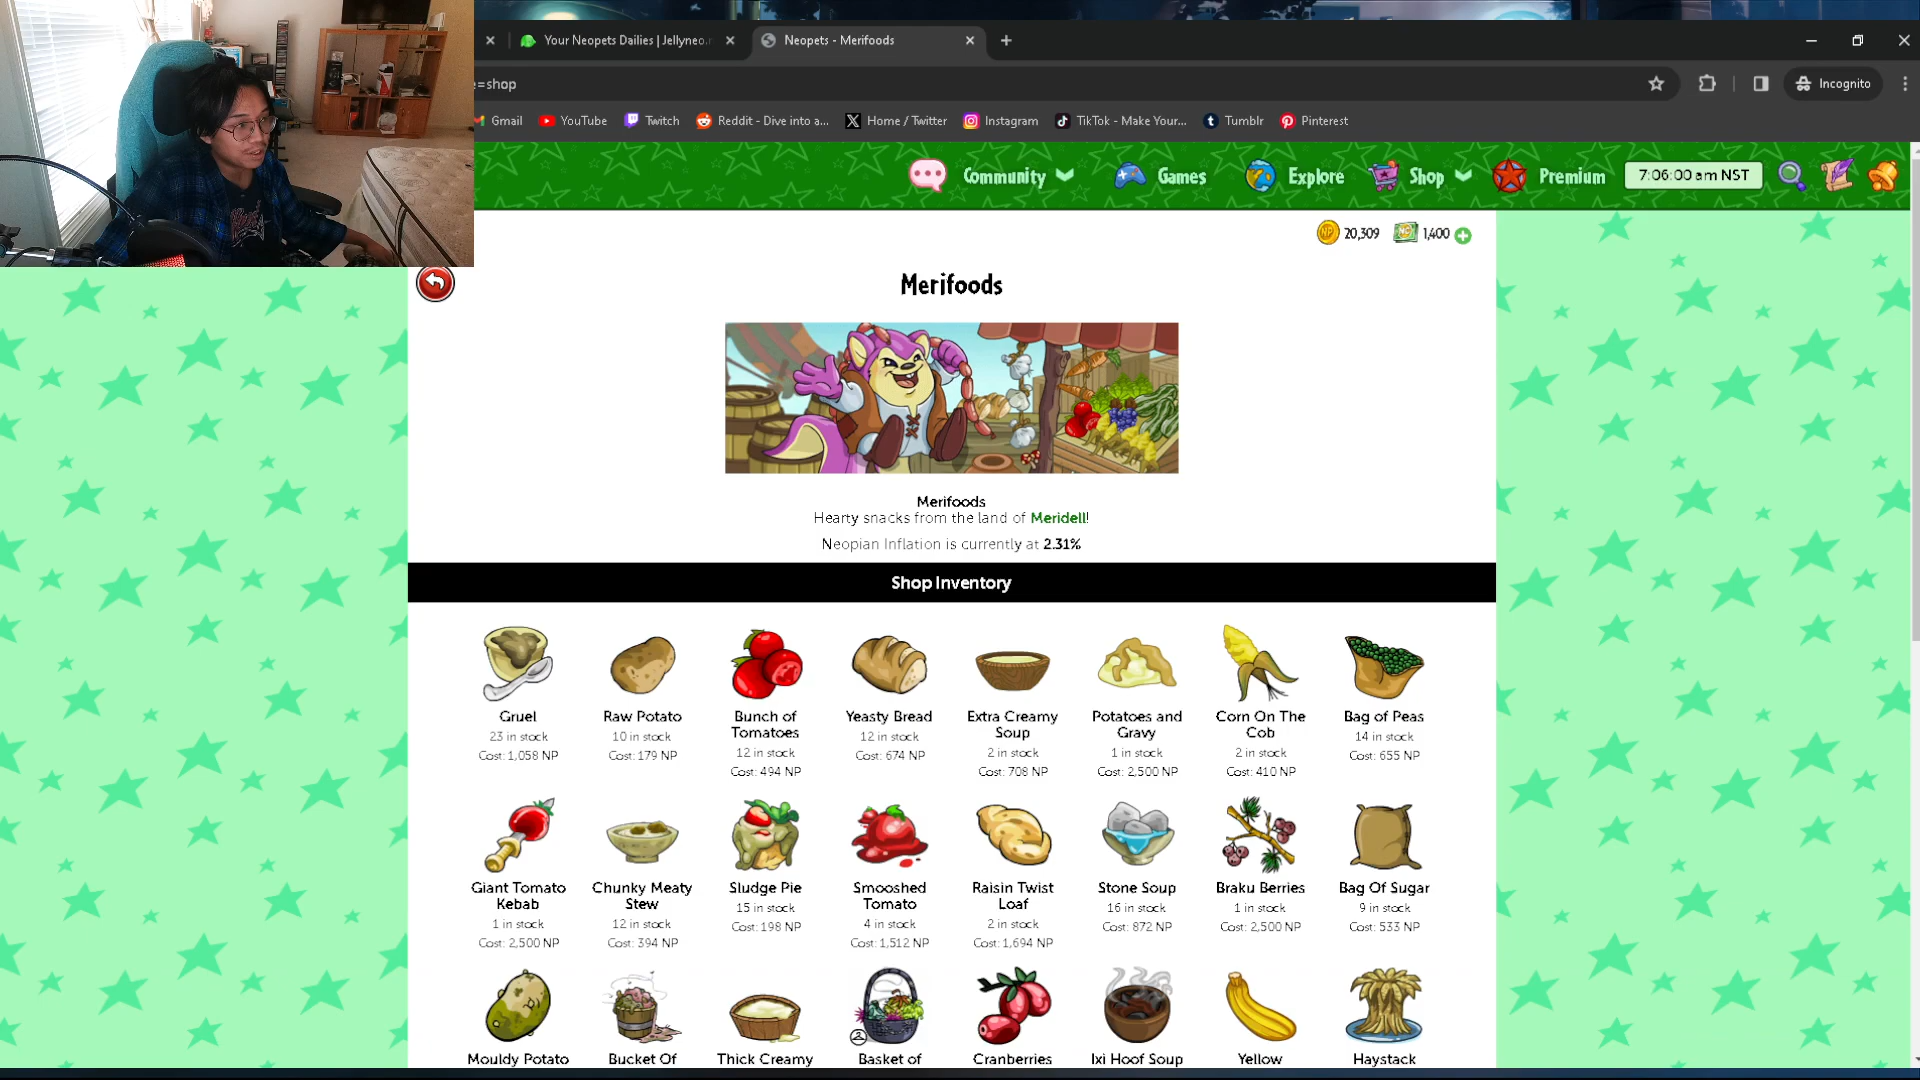 Your Neopets Dailies | Jellyneo.
Neopets - Merifoods
=shop
Incognito
Gmail
YouTube
Twitch
Reddit - Dive into a...
Home / Twitter
Instagram
TikTok - Make Your...
Tumblr
Pinterest
Community
Games
Explore
Shop
Premium
7:06:00 am NST
NP 20,309 NC 1,400
Merifoods
Merifoods
Hearty snacks from the land of Meridell!
Neopian Inflation is currently at 2.31%
Shop Inventory
Gruel
23 in stock
Cost: 1,058 NP
Raw Potato
10 in stock
Cost: 179 NP
Bunch of
Tomatoes
12 in stock
Cost: 494 NP
Yeasty Bread
12 in stock
Cost: 674 NP
Extra Creamy
Soup
2 in stock
Cost: 708 NP
Potatoes and
Gravy
1 in stock
Cost: 2,500 NP
Corn On The
Cob
2 in stock
Cost: 410 NP
Bag of Peas
14 in stock
Cost: 655 NP
Giant Tomato
Kebab
1 in stock
Cost: 2,500 NP
Chunky Meaty
Stew
12 in stock
Cost: 394 NP
Sludge Pie
15 in stock
Cost: 198 NP
Smooshed
Tomato
4 in stock
Cost: 1,512 NP
Raisin Twist
Loaf
2 in stock
Cost: 1,694 NP
Stone Soup
16 in stock
Cost: 872 NP
Braku Berries
1 in stock
Cost: 2,500 NP
Bag Of Sugar
9 in stock
Cost: 533 NP
Mouldy Potato
Bucket Of
Thick Creamy
Basket of
Cranberries
Ixi Hoof Soup
Yellow
Haystack